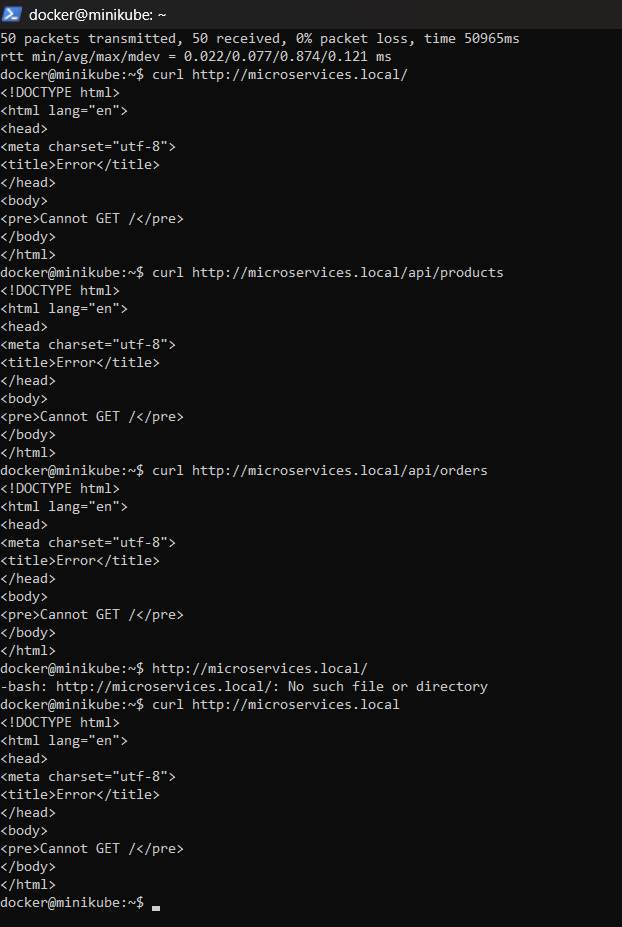 docker@minikube: ~
50 packets transmitted, 50 received, 0% packet loss, time 50965ms
rtt min/avg/max/mdev = 0.022/0.077/0.874/0.121 ms
docker@minikube:~$ curl http://microservices.local/
<!DOCTYPE html>
<html lang="en">
<head>
<meta charset="utf-8">
<title>Error</title>
</head>
<body>
<pre>Cannot GET /</pre>
</body>
</html>
docker@minikube:~$ curl http://microservices.local/api/products
<!DOCTYPE html>
<html lang="en">
<head>
<meta charset="utf-8">
<title>Error</title>
</head>
<body>
<pre>Cannot GET /</pre>
</body>
</html>
docker@minikube:~$ curl http://microservices.local/api/orders
<!DOCTYPE html>
<html lang="en">
<head>
<meta charset="utf-8">
<title>Error</title>
</head>
<body>
<pre>Cannot GET /</pre>
</body>
</html>
docker@minikube:~$ http://microservices.local/
-bash: http://microservices.local/: No such file or directory
docker@minikube:~$ curl http://microservices.local
<!DOCTYPE html>
<html lang="en">
<head>
<meta charset="utf-8">
<title>Error</title>
</head>
<body>
<pre>Cannot GET /</pre>
</body>
</html>
docker@minikube:~$